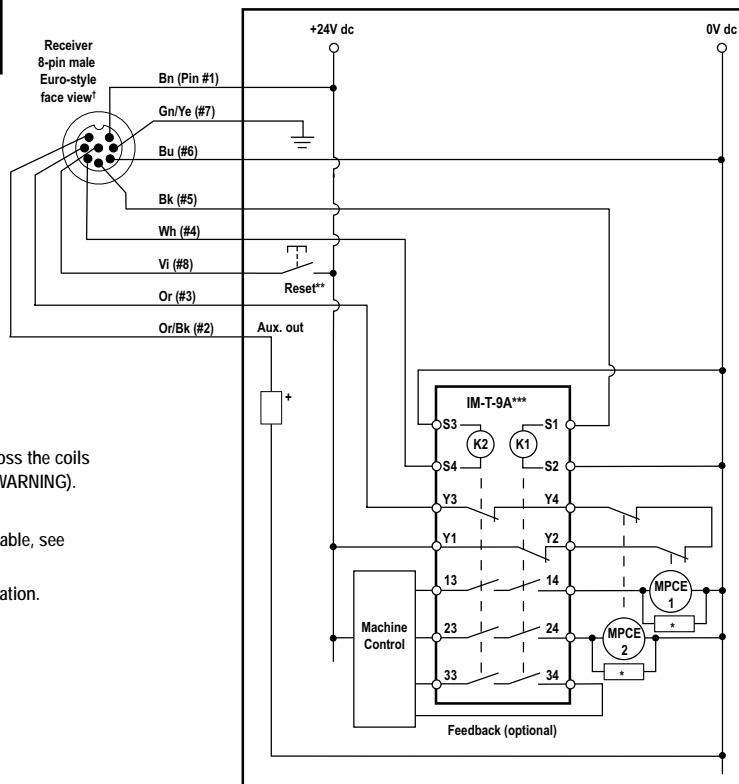 +24V dc
0V dc
Receiver
8-pin male
Euro-style
face view†
Bn (Pin #1)
Gn/Ye (#7)
Bu (#6)
Bk (#5)
Wh (#4)
Vi (#8)
Reset**
Or (#3)
Or/Bk (#2)
Aux. out
+
IM-T-9A***
S3
K2
K1
S1
S4
S2
Y3
Y4
Y1
Y2
13
14
MPCE
1
*
23
24
MPCE
2
*
33
34
Machine
Control
Feedback (optional)
oss the coils
WARNING).
able, see
ation.